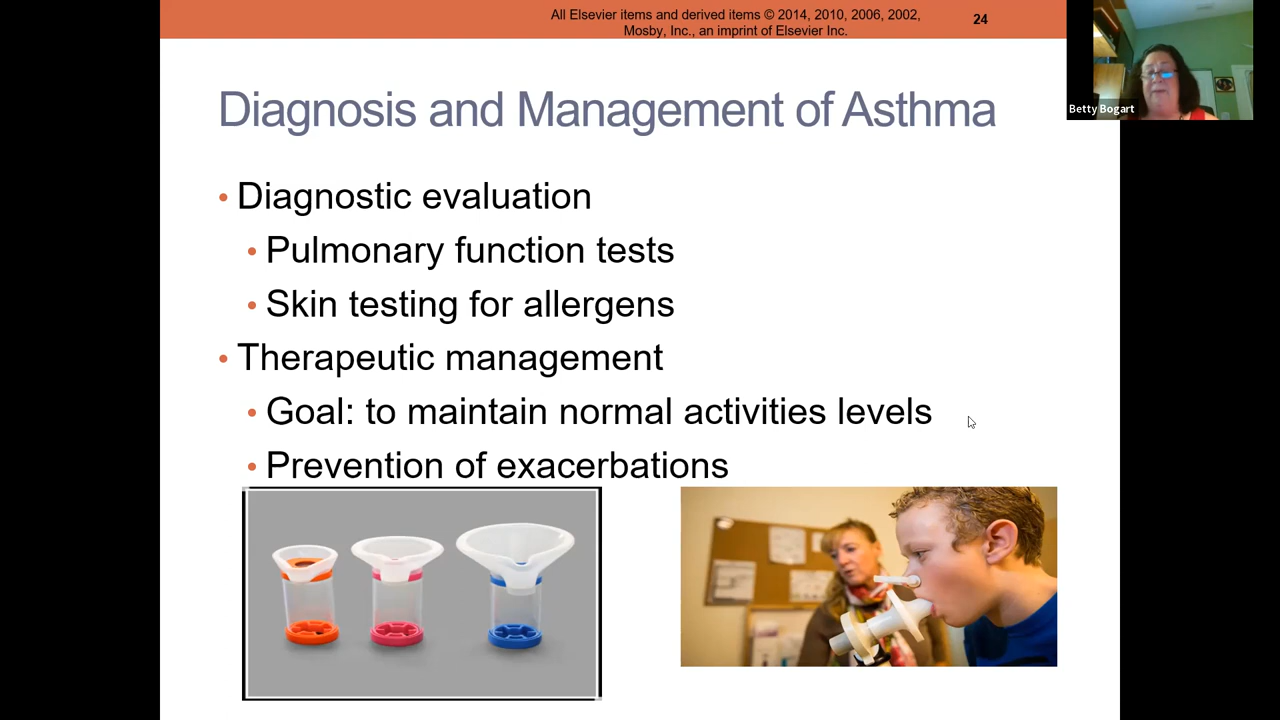 All Elsevier items and derived items © 2014, 2010, 2006, 2002,
Mosby, Inc., an imprint of Elsevier Inc.
24
Betty Bogart
Diagnosis and Management of Asthma
• Diagnostic evaluation
• Pulmonary function tests
• Skin testing for allergens
• Therapeutic management
• Goal: to maintain normal activities levels
• Prevention of exacerbations